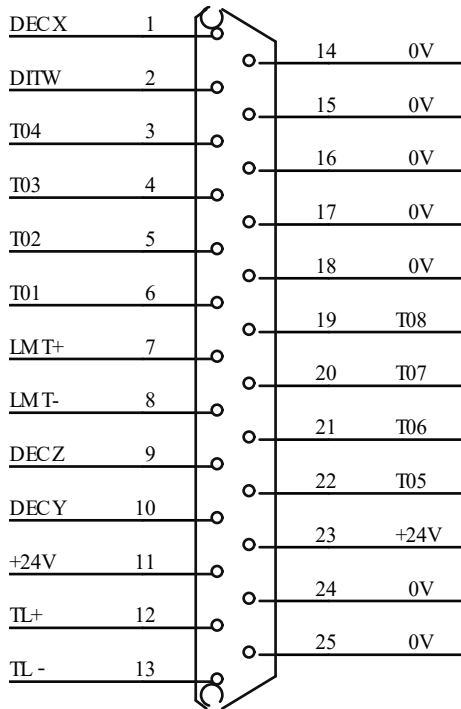 DECX 1
14 0V
DITW 2
15 0V
T04 3
16 0V
T03 4
17 0V
T02 5
18 0V
T01 6
19 T08
LMT+ 7
20 T07
LMT- 8
21 T06
DECZ 9
22 T05
DECY 10
23 +24V
+24V 11
24 0V
TL+ 12
25 0V
TL - 13